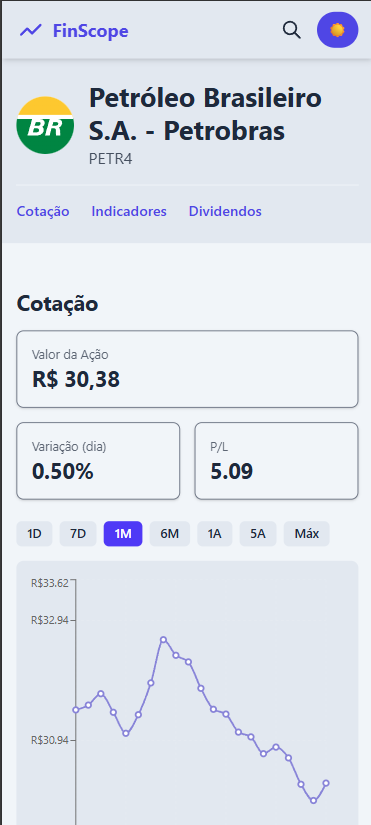 FinScope
BR
Petróleo Brasileiro
S.A. - Petrobras
PETR4
Cotação Indicadores Dividendos
Cotação
Valor da Ação
R$ 30,38
Variação (dia) P/L
0.50% 5.09
1D 7D 1M 6M 1A 5A Máx
R$33.62
R$32.94
R$30.94